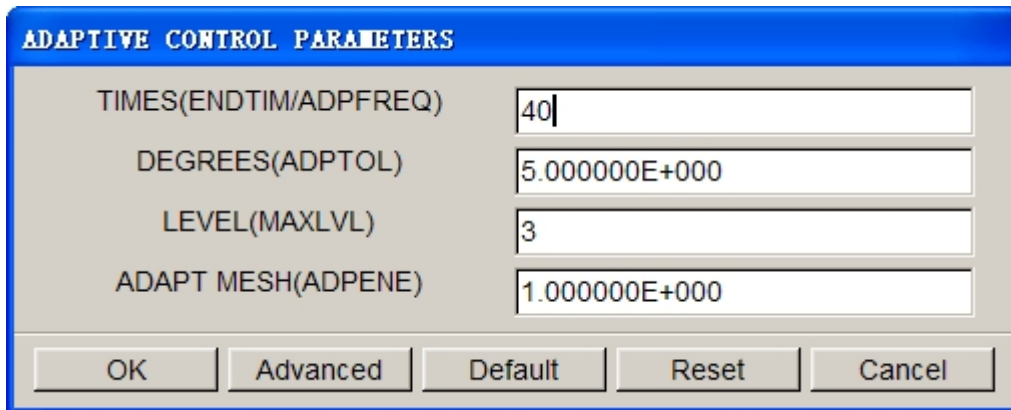 ADAPTIVE CONTROL PARAMETERS
TIMES(ENDTIM/ADPFREQ) 40
DEGREES(ADPTOL) 5.000000E+000
LEVEL(MAXLVL) 3
ADAPT MESH(ADPENE) 1.000000E+000
OK Advanced Default Reset Cancel